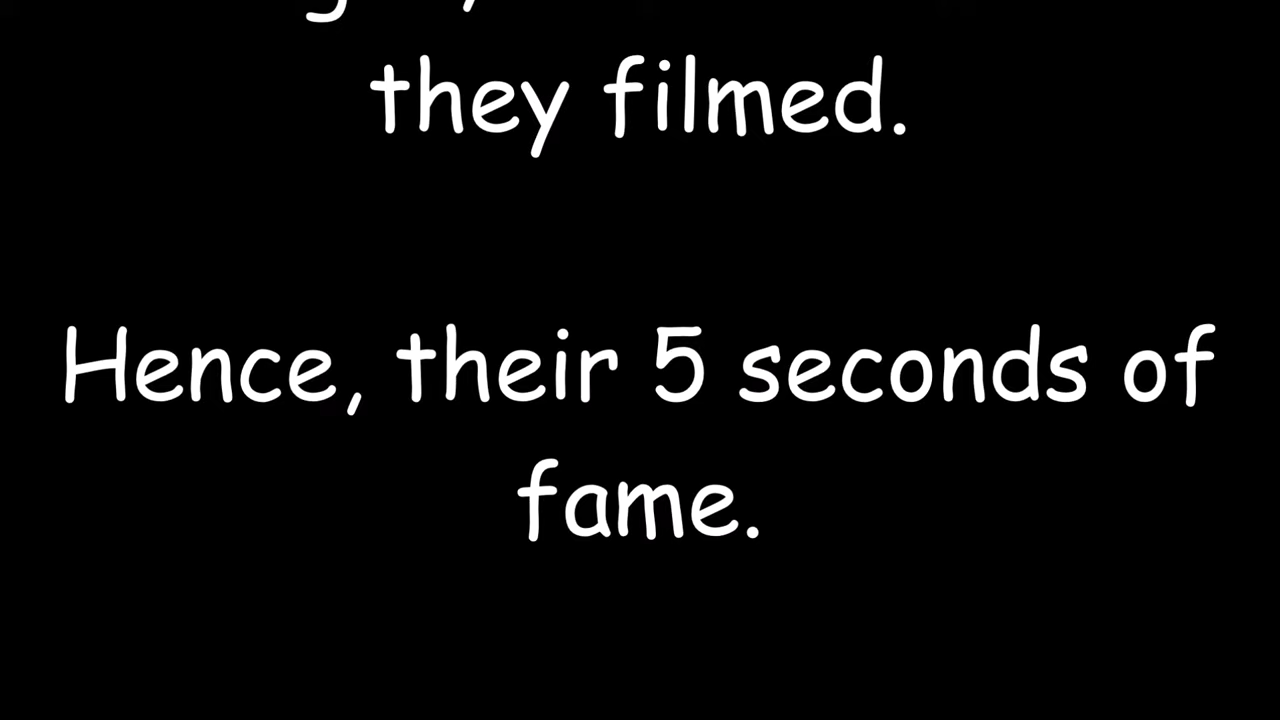 they filmed.
Hence, their 5 seconds of
fame.